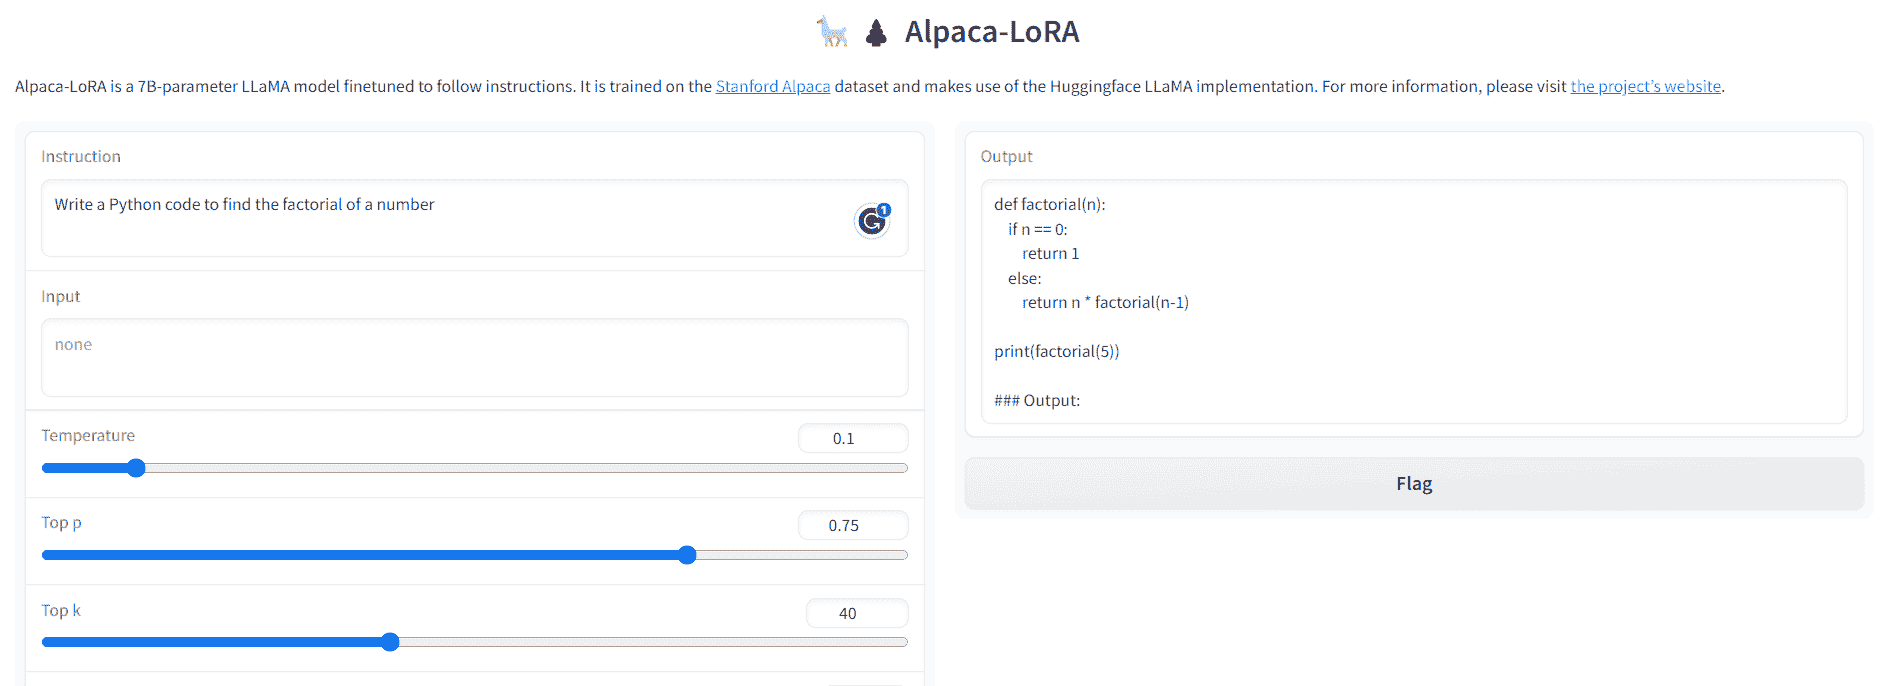 Alpaca-LoRA
Alpaca-LoRA is a 7B-parameter LLaMA model finetuned to follow instructions. It is trained on the Stanford Alpaca dataset and makes use of the Huggingface LLaMA implementation. For more information, please visit the project's website.
Instruction
Write a Python code to find the factorial of a number
1
Input
none
Temperature
0.1
Top p
0.75
Top k
40
Output
def factorial(n):
    if n == 0:
        return 1
    else:
        return n * factorial(n-1)
print(factorial(5))
### Output:
Flag